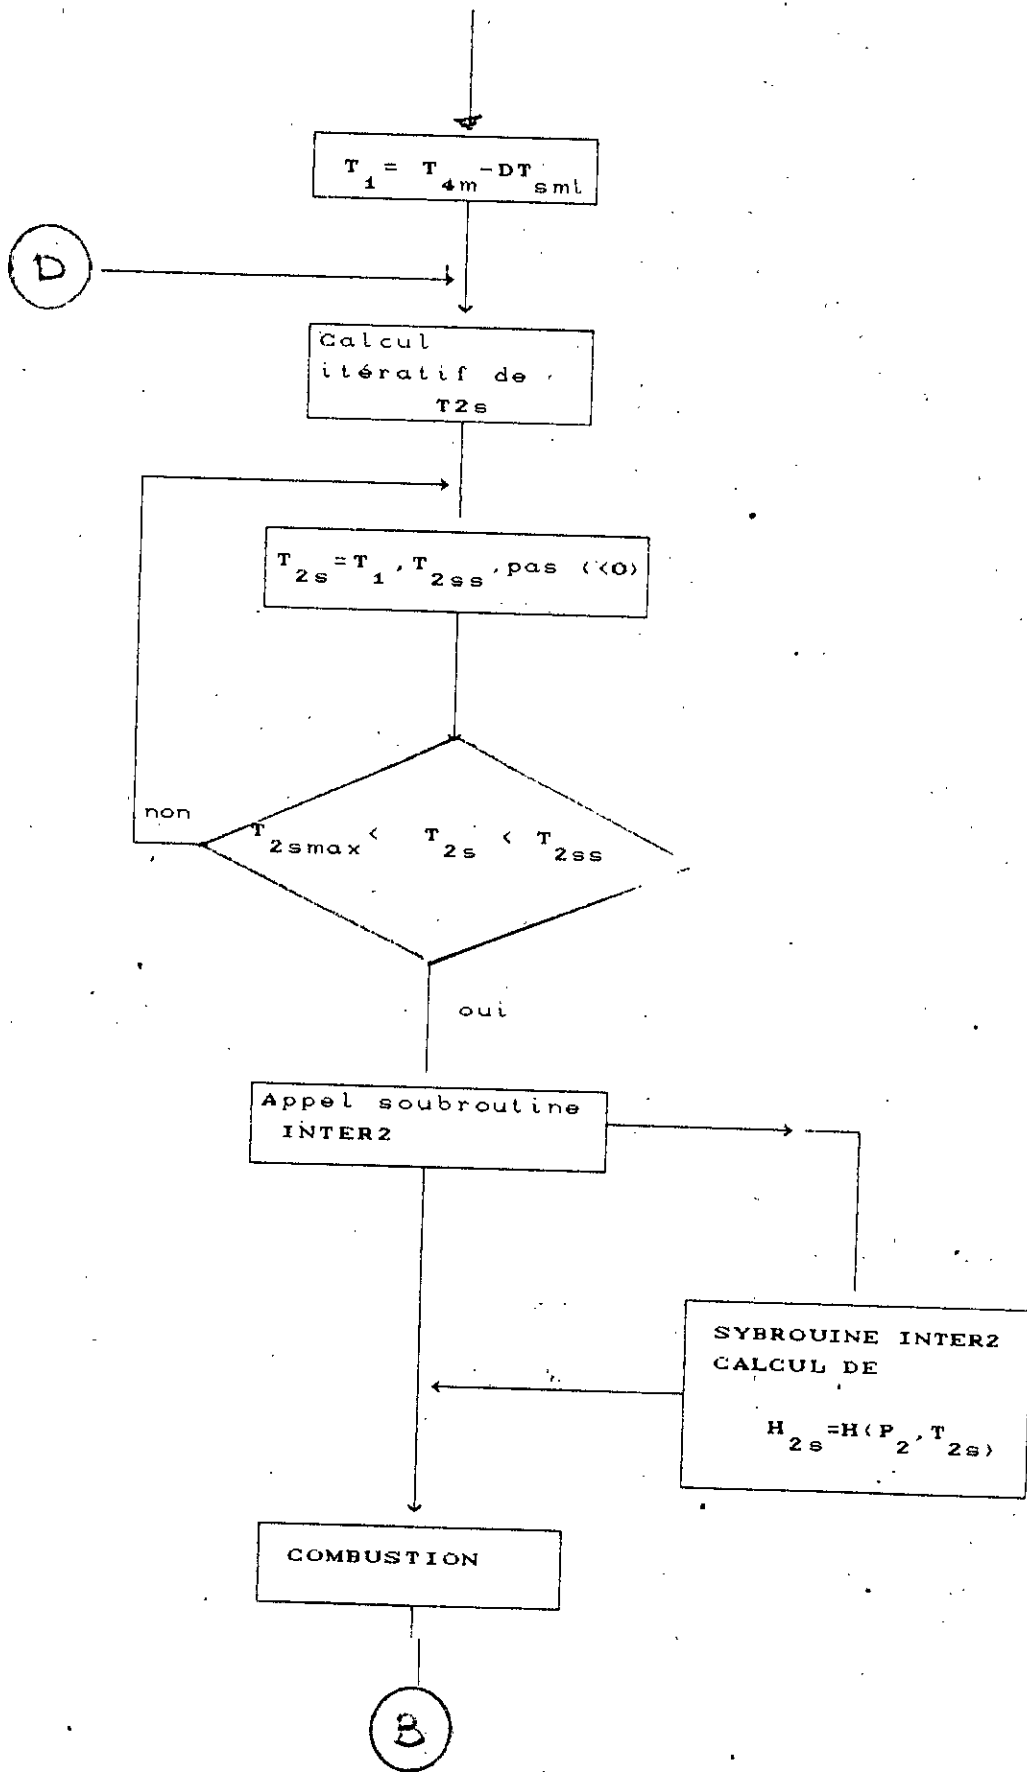 T1 = T4m-DTsml
D
Calcul
itératif de
T2s
T2s=T1,T2ss,pas (<0)
non
T2smax < T2s < T2ss
oui
Appel soubroutine
INTER2
SYBROUINE INTER2
CALCUL DE
H2s=H(P2,T2s)
COMBUSTION
B